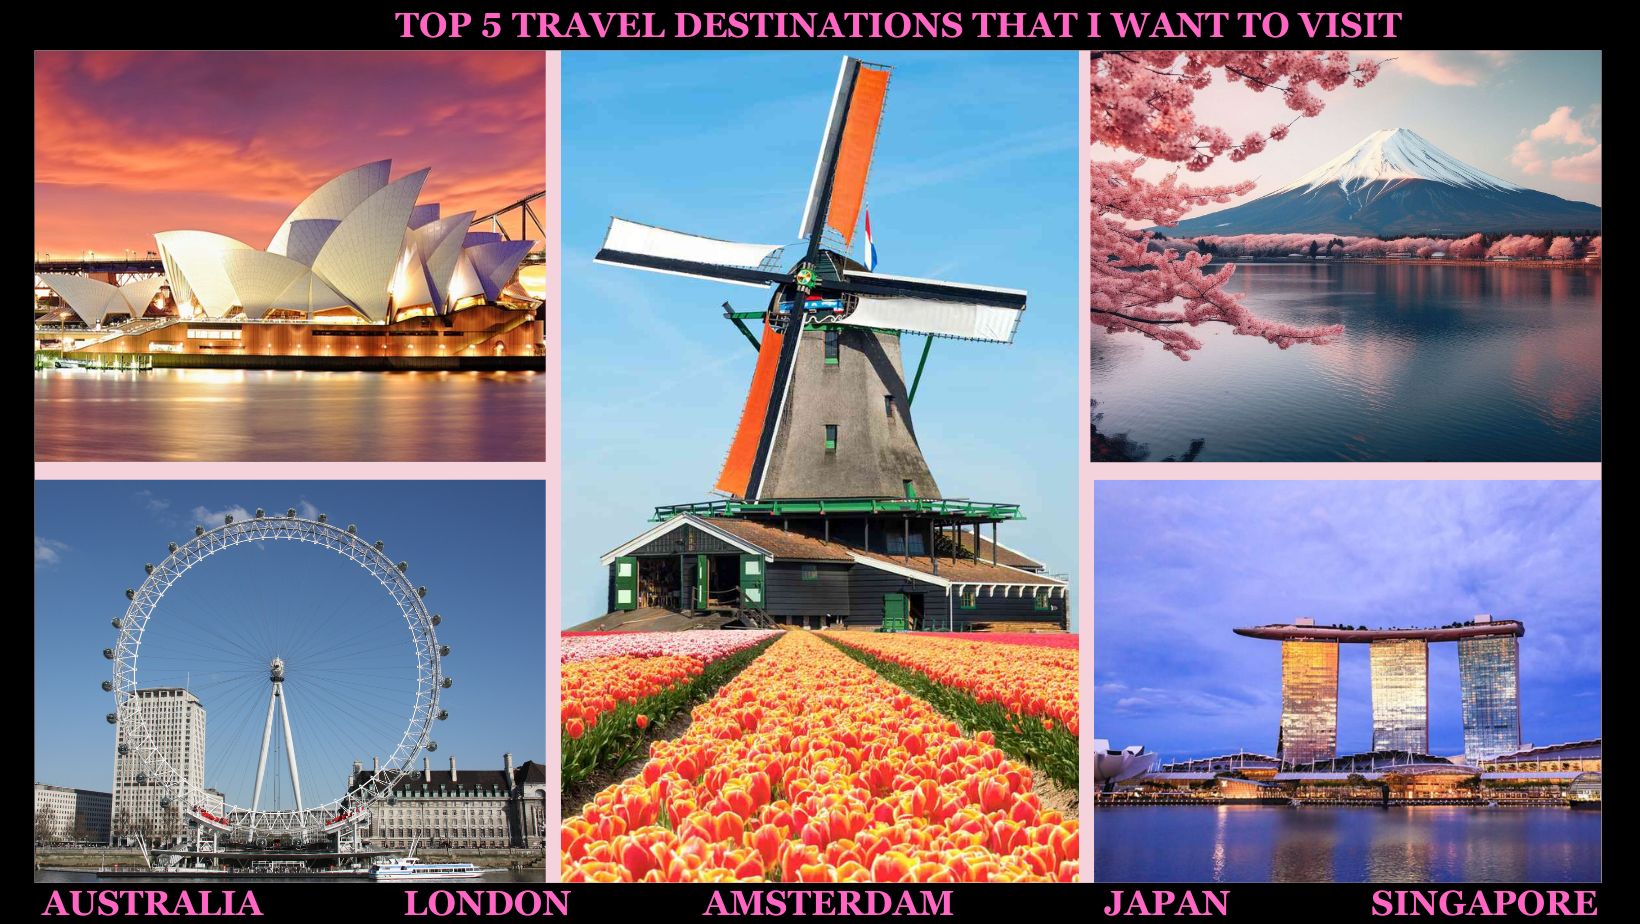 TOP 5 TRAVEL DESTINATIONS THAT I WANT TO VISIT
AUSTRALIA LONDON AMSTERDAM JAPAN SINGAPORE